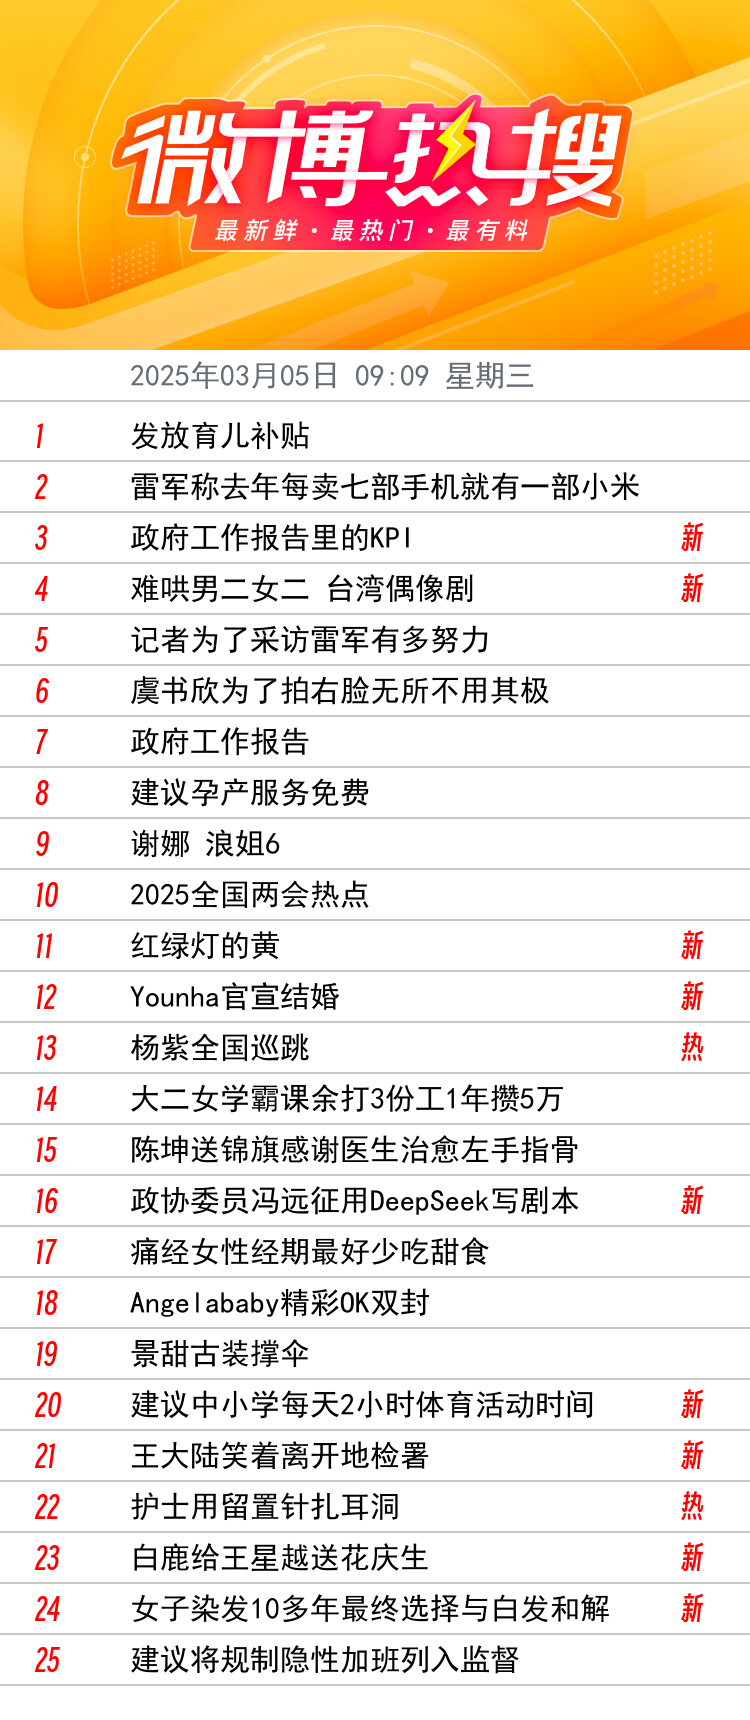 微博热搜
最新鲜·最热门·最有料
2025年03月05日 09:09 星期三
1 发放育儿补贴
2 雷军称去年每卖七部手机就有一部小米
3 政府工作报告里的KPI 新
4 难哄男二女二 台湾偶像剧 新
5 记者为了采访雷军有多努力
6 虞书欣为了拍右脸无所不用其极
7 政府工作报告
8 建议孕产服务免费
9 谢娜 浪姐6
10 2025全国两会热点
11 红绿灯的黄 新
12 Younha官宣结婚 新
13 杨紫全国巡跳 热
14 大二女学霸课余打3份工1年攒5万
15 陈坤送锦旗感谢医生治愈左手指骨
16 政协委员冯远征用DeepSeek写剧本 新
17 痛经女性经期最好少吃甜食
18 Angelababy精彩OK双封
19 景甜古装撑伞
20 建议中小学每天2小时体育活动时间 新
21 王大陆笑着离开地检署 新
22 护士用留置针扎耳洞 热
23 白鹿给王星越送花庆生 新
24 女子染发10多年最终选择与白发和解 新
25 建议将规制隐性加班列入监督